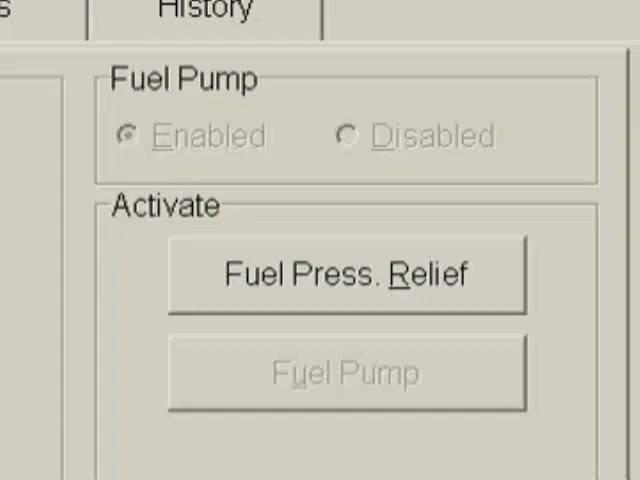 History
Fuel Pump
Enabled Disabled
Activate
Fuel Press. Relief
Fuel Pump